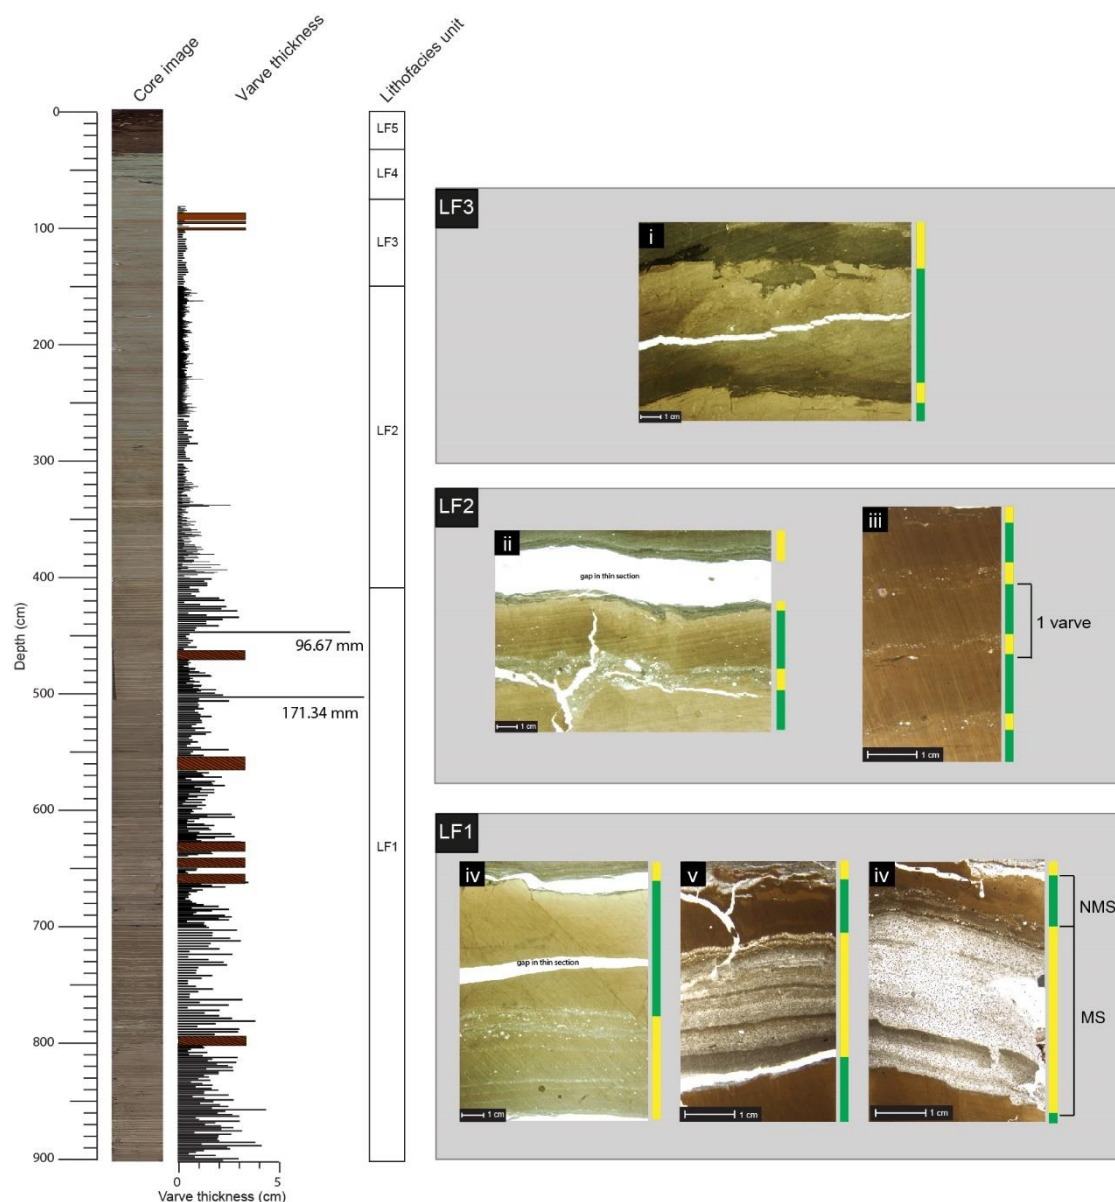 Core image
Varve thickness
Lithofacies unit
0
100
200
300
400
500
600
700
800
900
Depth (cm)
96.67 mm
171.34 mm
0
5
Varve thickness (cm)
LF5
LF4
LF3
LF2
LF1
LF3
i
1 cm
LF2
ii
gap in thin section
1 cm
iii
1 cm
1 varve
LF1
iv
gap in thin section
1 cm
v
1 cm
iv
1 cm
NMS
MS